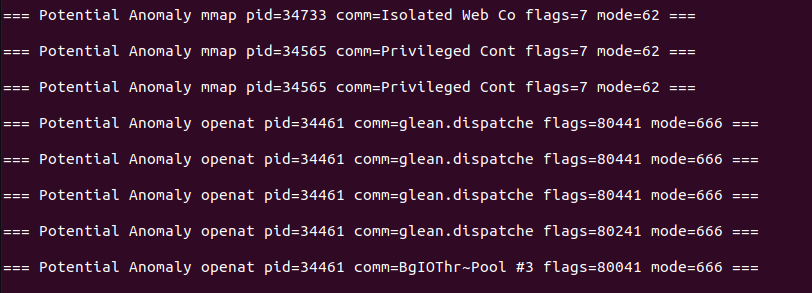 === Potential Anomaly mmap pid=34733 comm=Isolated Web Co flags=7 mode=62 ===
=== Potential Anomaly mmap pid=34565 comm=Privileged Cont flags=7 mode=62 ===
=== Potential Anomaly mmap pid=34565 comm=Privileged Cont flags=7 mode=62 ===
=== Potential Anomaly openat pid=34461 comm=glean.dispatche flags=80441 mode=666 ===
=== Potential Anomaly openat pid=34461 comm=glean.dispatche flags=80441 mode=666 ===
=== Potential Anomaly openat pid=34461 comm=glean.dispatche flags=80441 mode=666 ===
=== Potential Anomaly openat pid=34461 comm=glean.dispatche flags=80241 mode=666 ===
=== Potential Anomaly openat pid=34461 comm=BgIOThr~Pool #3 flags=80041 mode=666 ===